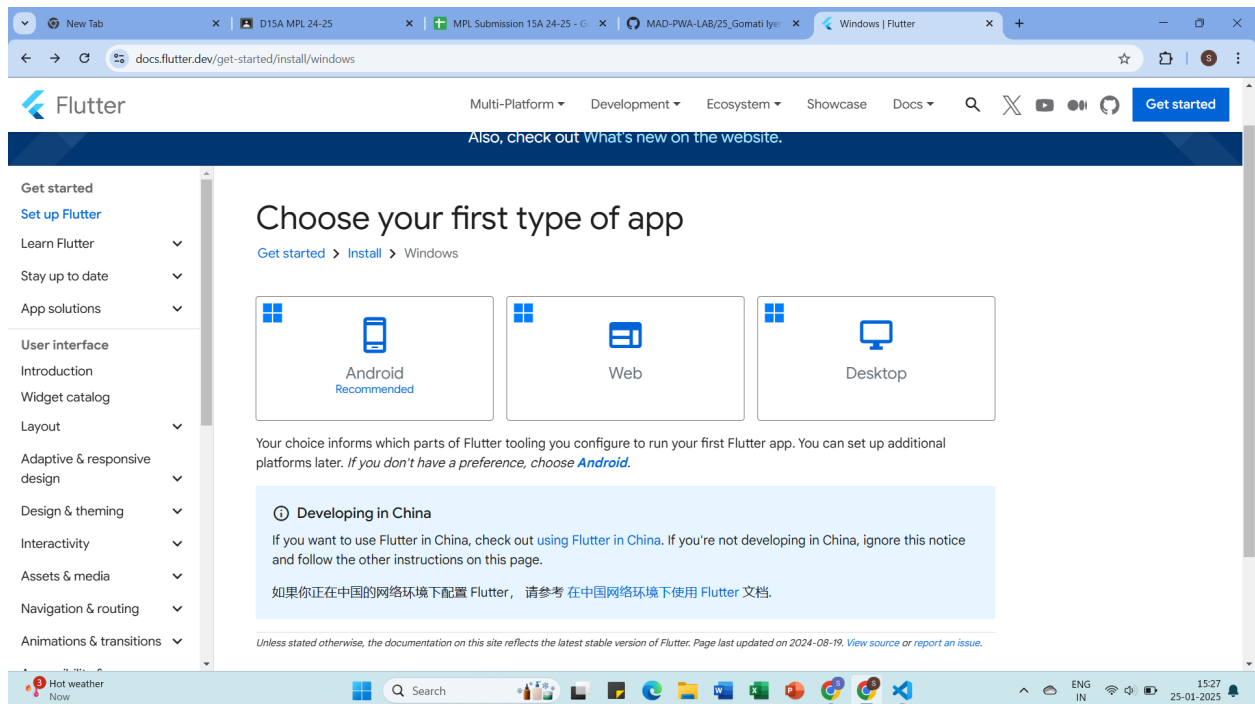 New Tab
D15A MPL 24-25
MPL Submission 15A 24-25 - G
MAD-PWA-LAB/25_Gomati Iyer
Windows | Flutter
docs.flutter.dev/get-started/install/windows
S
Flutter
Multi-Platform
Development
Ecosystem
Showcase
Docs
Get started
Also, check out What's new on the website.
Get started
Set up Flutter
Learn Flutter
Stay up to date
App solutions
User interface
Introduction
Widget catalog
Layout
Adaptive & responsive
design
Design & theming
Interactivity
Assets & media
Navigation & routing
Animations & transitions
Choose your first type of app
Get started > Install > Windows
Android
Recommended
Web
Desktop
Your choice informs which parts of Flutter tooling you configure to run your first Flutter app. You can set up additional
platforms later. If you don't have a preference, choose Android.
Developing in China
If you want to use Flutter in China, check out using Flutter in China. If you're not developing in China, ignore this notice
and follow the other instructions on this page.
如果你正在中国的网络环境下配置 Flutter， 请参考 在中国网络环境下使用 Flutter 文档.
Unless stated otherwise, the documentation on this site reflects the latest stable version of Flutter. Page last updated on 2024-08-19. View source or report an issue.
3
Hot weather
Now
Search
ENG
IN
15:27
25-01-2025